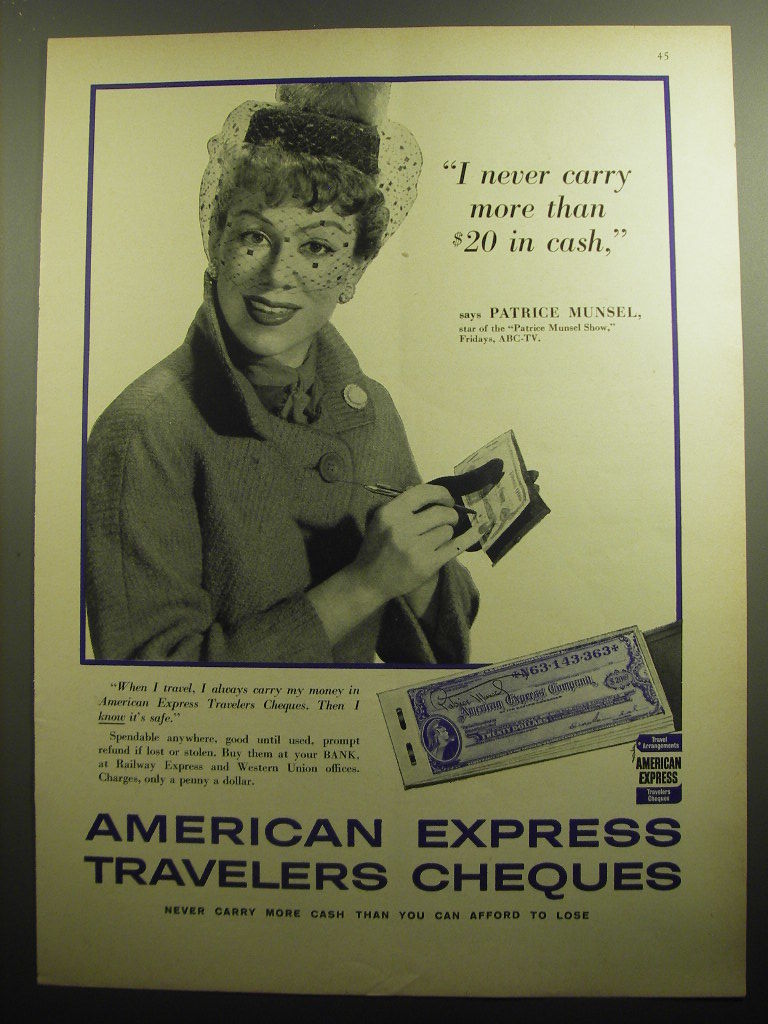 45
“I never carry
more than
$20 in cash,”
says PATRICE MUNSEL,
star of the “Patrice Munsel Show,”
Fridays, ABC-TV.
“When I travel, I always carry my money in
American Express Travelers Cheques. Then I
know it's safe.”
Spendable anywhere, good until used, prompt
refund if lost or stolen. Buy them at your BANK,
at Railway Express and Western Union offices.
Charges, only a penny a dollar.
N63-143-363
Patrice Munsel
American Express Company
$20
Travel
Arrangements
AMERICAN
EXPRESS
Travelers
Cheques
AMERICAN EXPRESS
TRAVELERS CHEQUES
NEVER CARRY MORE CASH THAN YOU CAN AFFORD TO LOSE